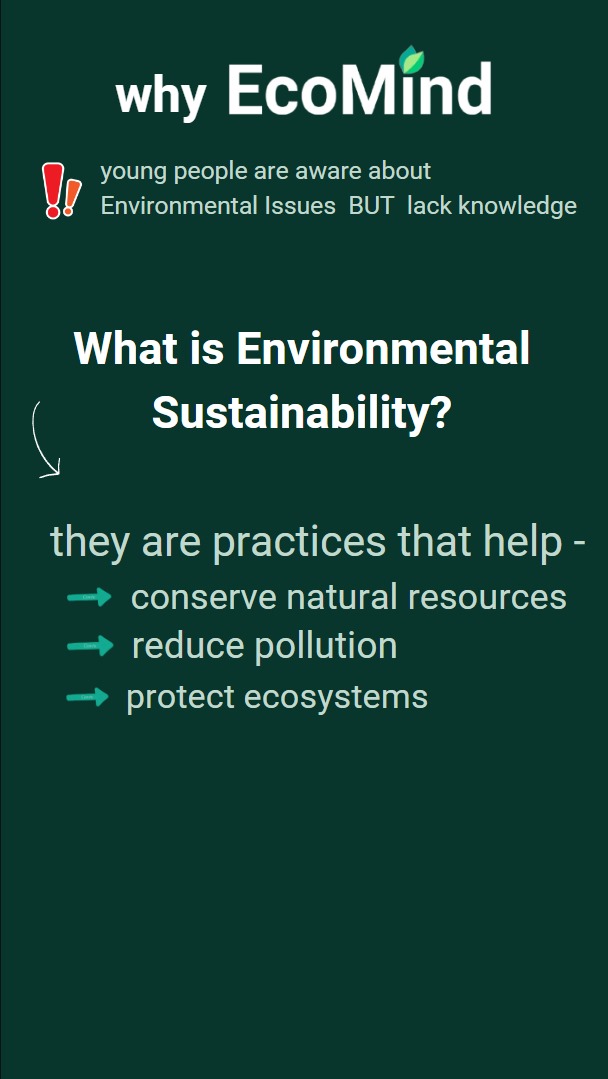 why EcoMind
young people are aware about
Environmental Issues BUT lack knowledge
What is Environmental
Sustainability?
they are practices that help -
conserve natural resources
reduce pollution
protect ecosystems